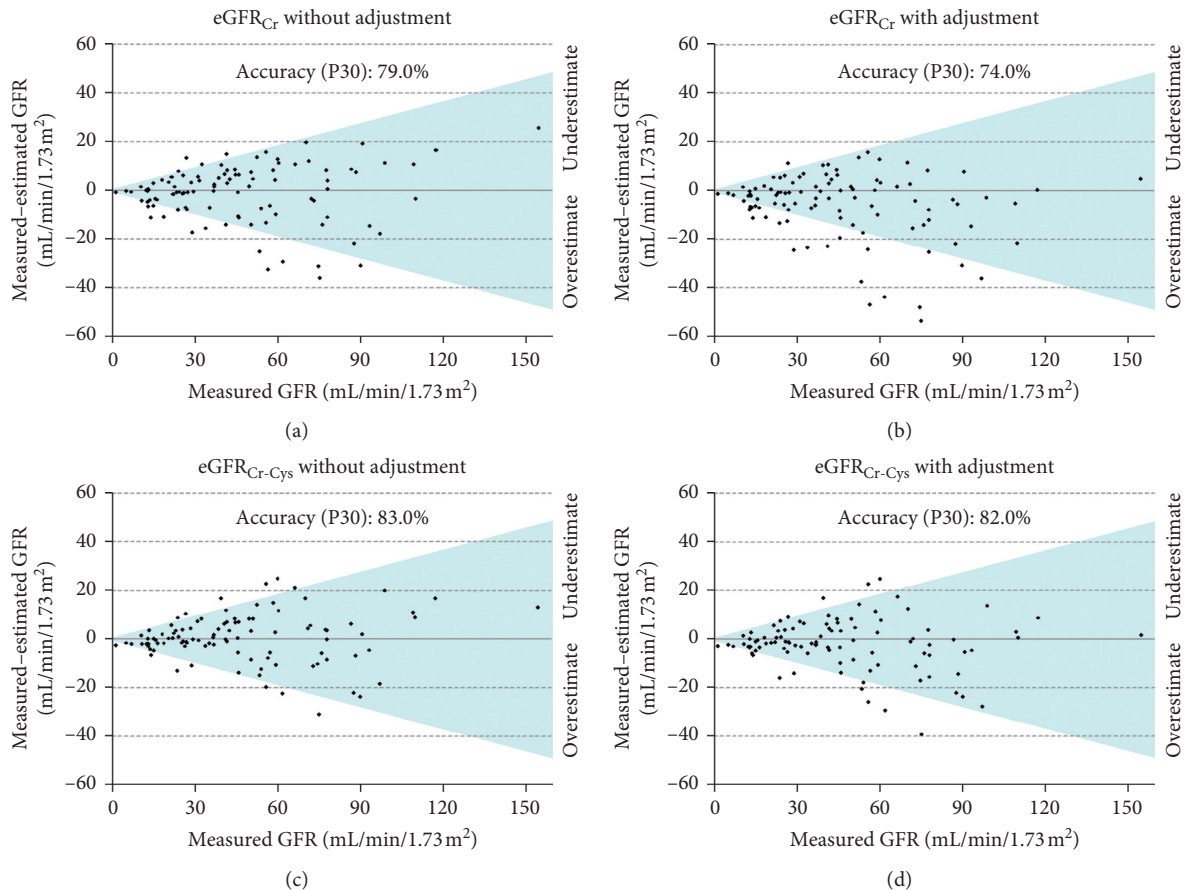 eGFRCr without adjustment
60
40
20
0
−20
−40
−60
Measured−estimated GFR
(mL/min/1.73 m²)
Accuracy (P30): 79.0%
Underestimate
Overestimate
0 30 60 90 120 150
Measured GFR (mL/min/1.73 m²)
(a)
eGFRCr with adjustment
60
40
20
0
−20
−40
−60
Measured−estimated GFR
(mL/min/1.73 m²)
Accuracy (P30): 74.0%
Underestimate
Overestimate
0 30 60 90 120 150
Measured GFR (mL/min/1.73 m²)
(b)
eGFRCr-Cys without adjustment
60
40
20
0
−20
−40
−60
Measured−estimated GFR
(mL/min/1.73 m²)
Accuracy (P30): 83.0%
Underestimate
Overestimate
0 30 60 90 120 150
Measured GFR (mL/min/1.73 m²)
(c)
eGFRCr-Cys with adjustment
60
40
20
0
−20
−40
−60
Measured−estimated GFR
(mL/min/1.73 m²)
Accuracy (P30): 82.0%
Underestimate
Overestimate
0 30 60 90 120 150
Measured GFR (mL/min/1.73 m²)
(d)